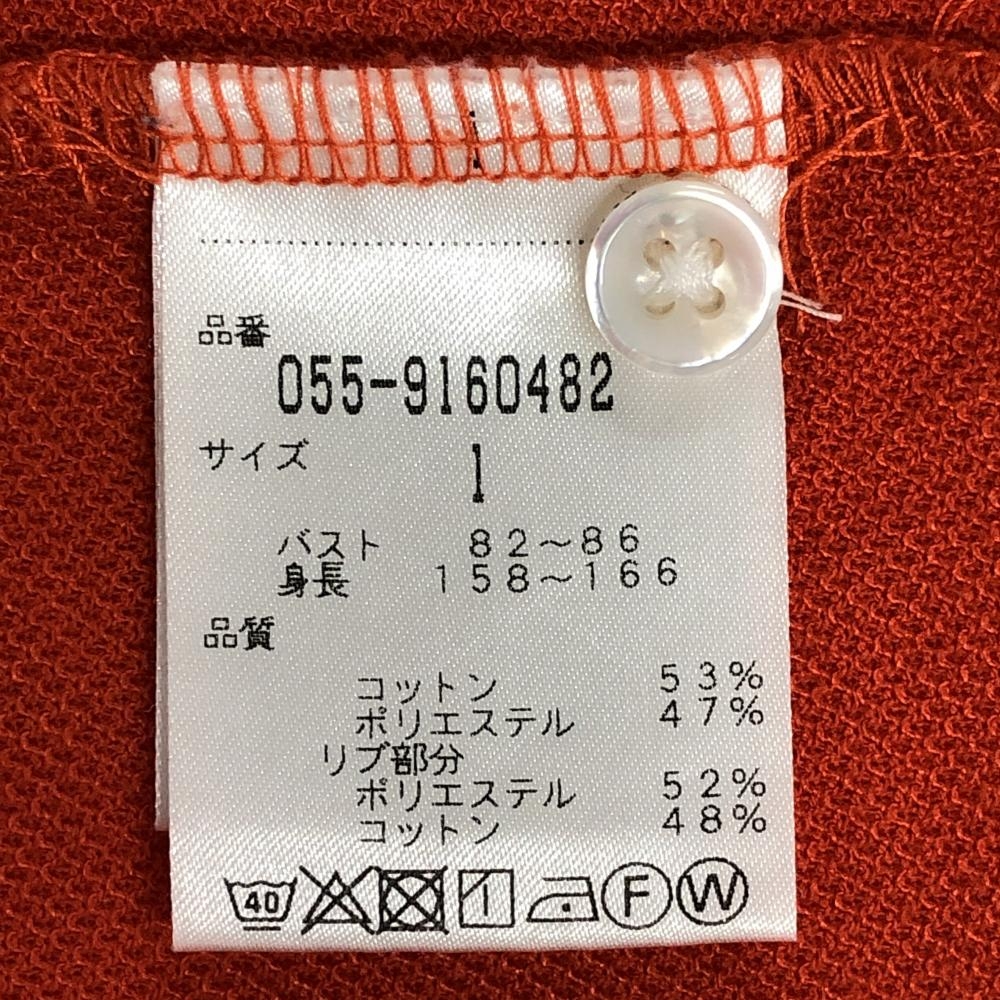 品番
055-9160482
サイズ 1
バスト 82～86
身長 158～166
品質
コットン 53%
ポリエステル 47%
リブ部分
ポリエステル 52%
コットン 48%
40 F W